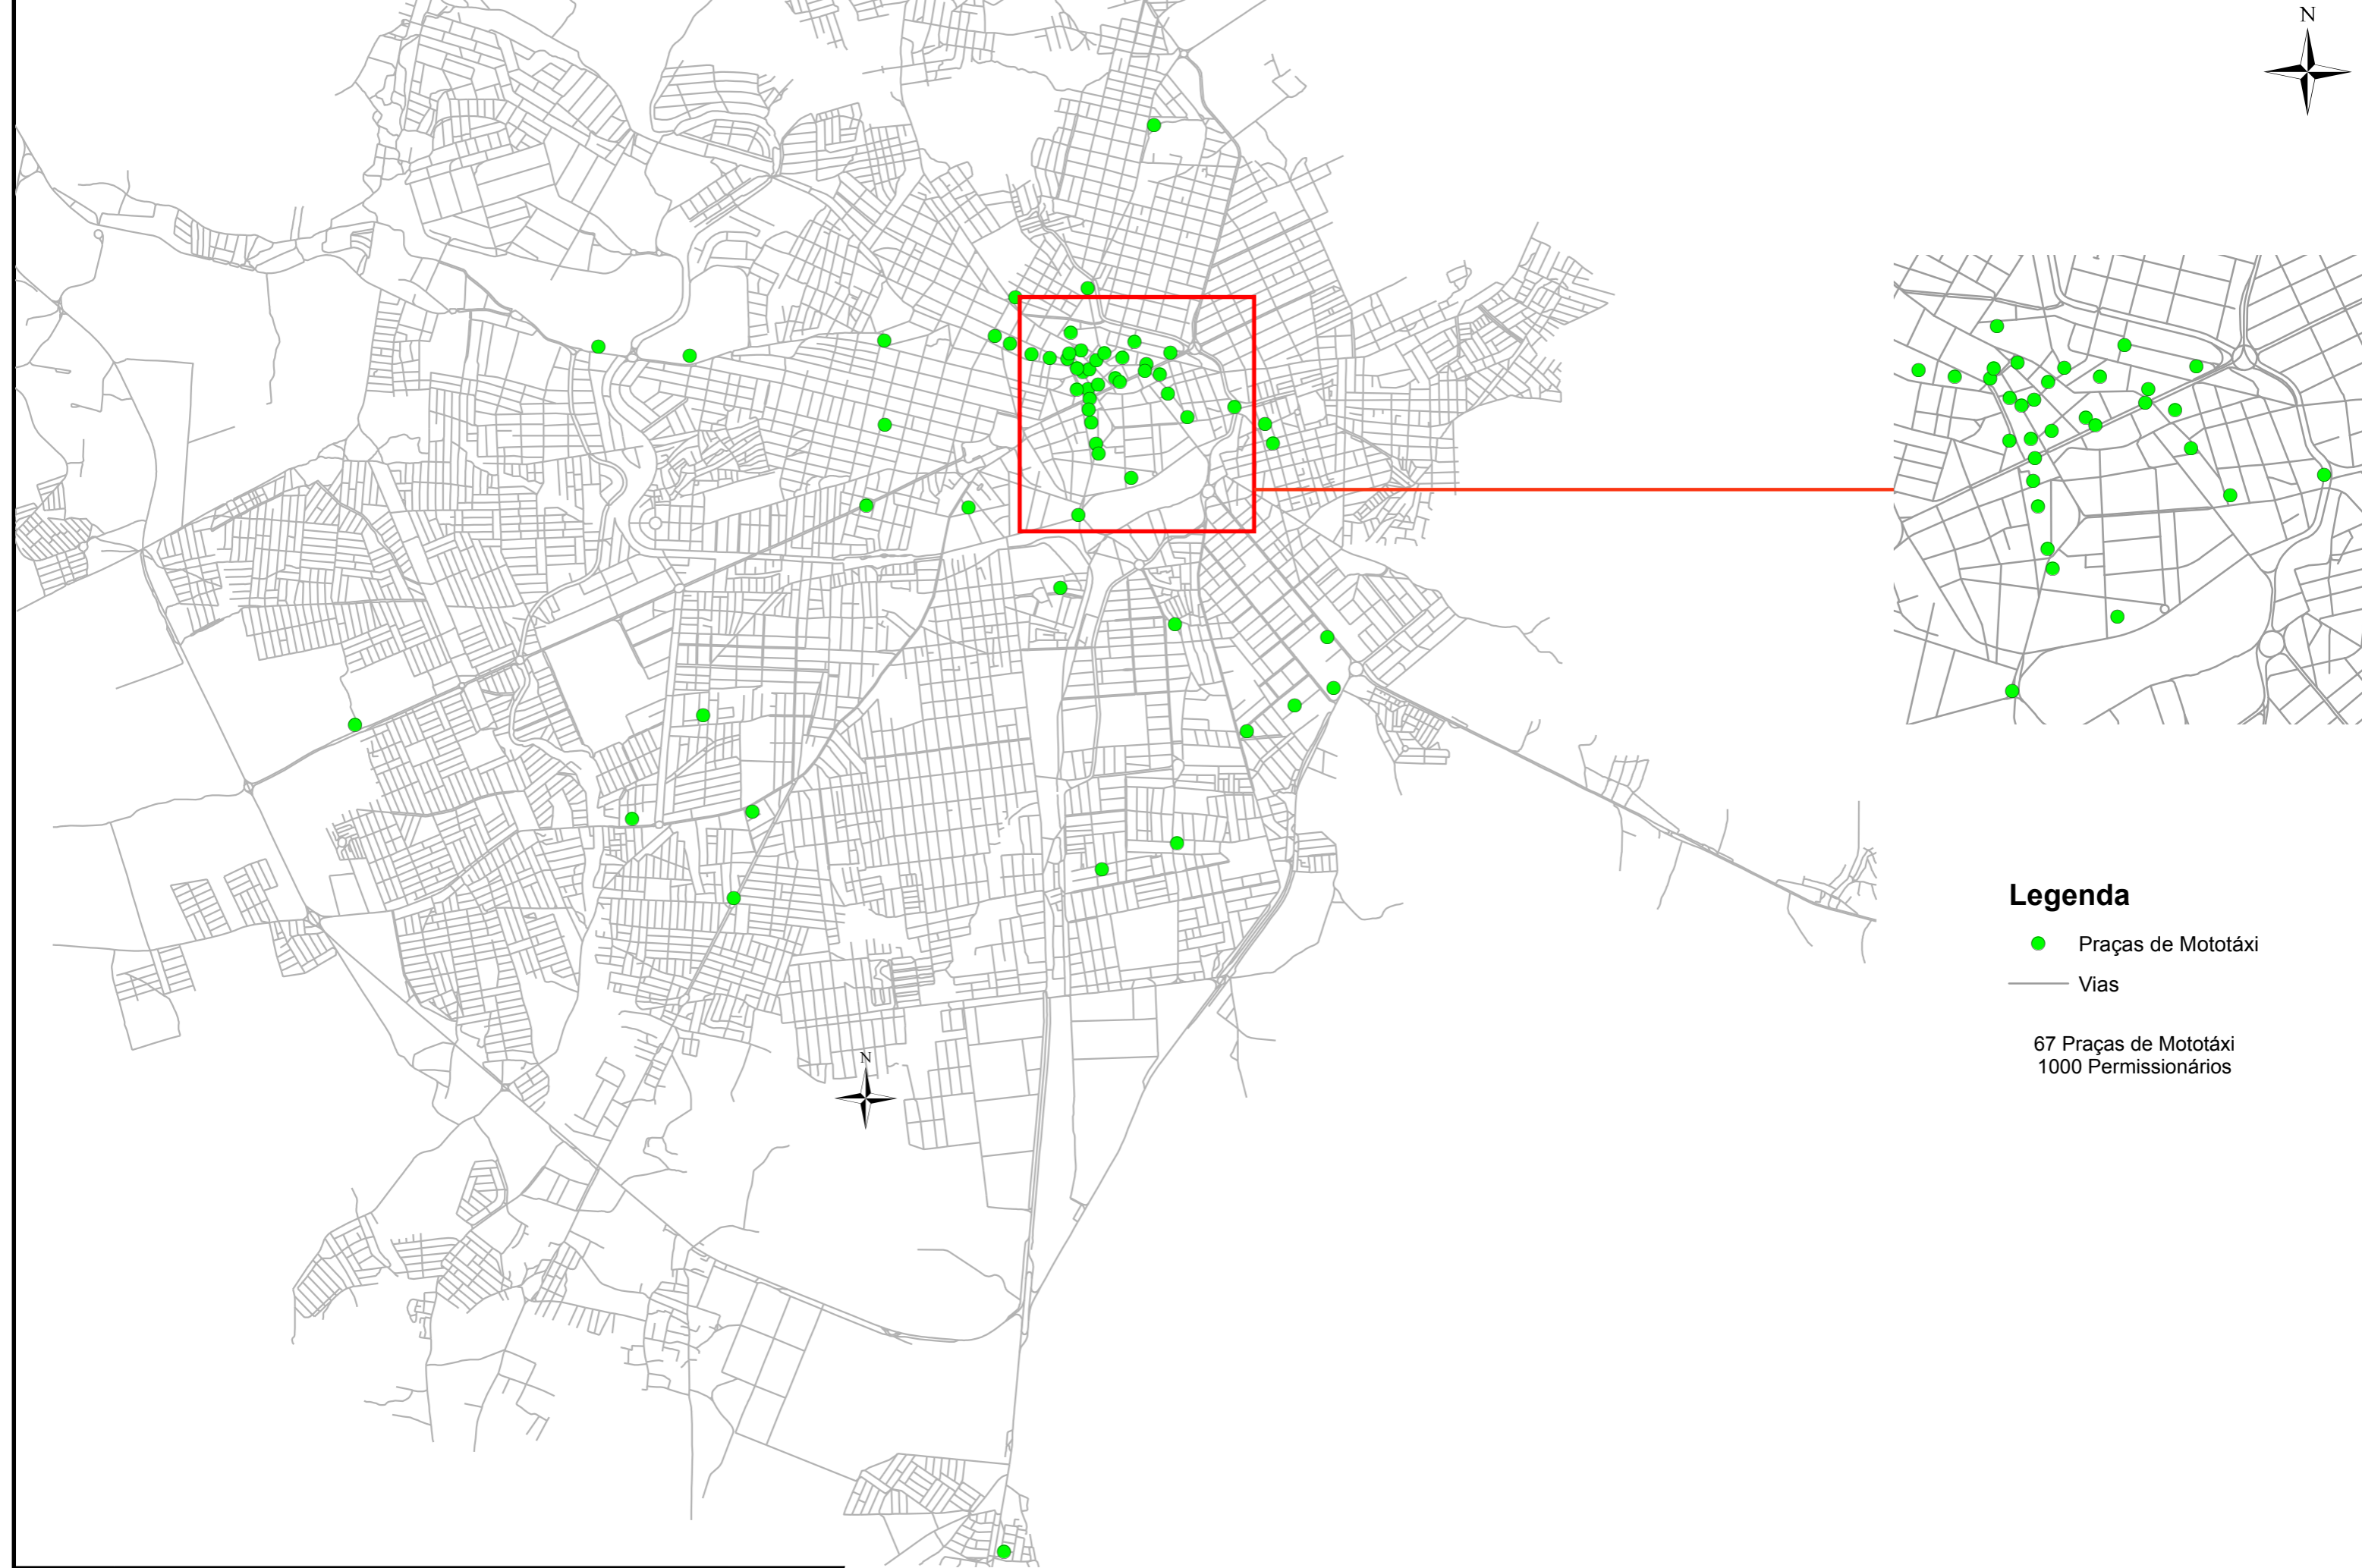 N
Legenda
Praças de Mototáxi
Vias
67 Praças de Mototáxi
1000 Permissionários
N